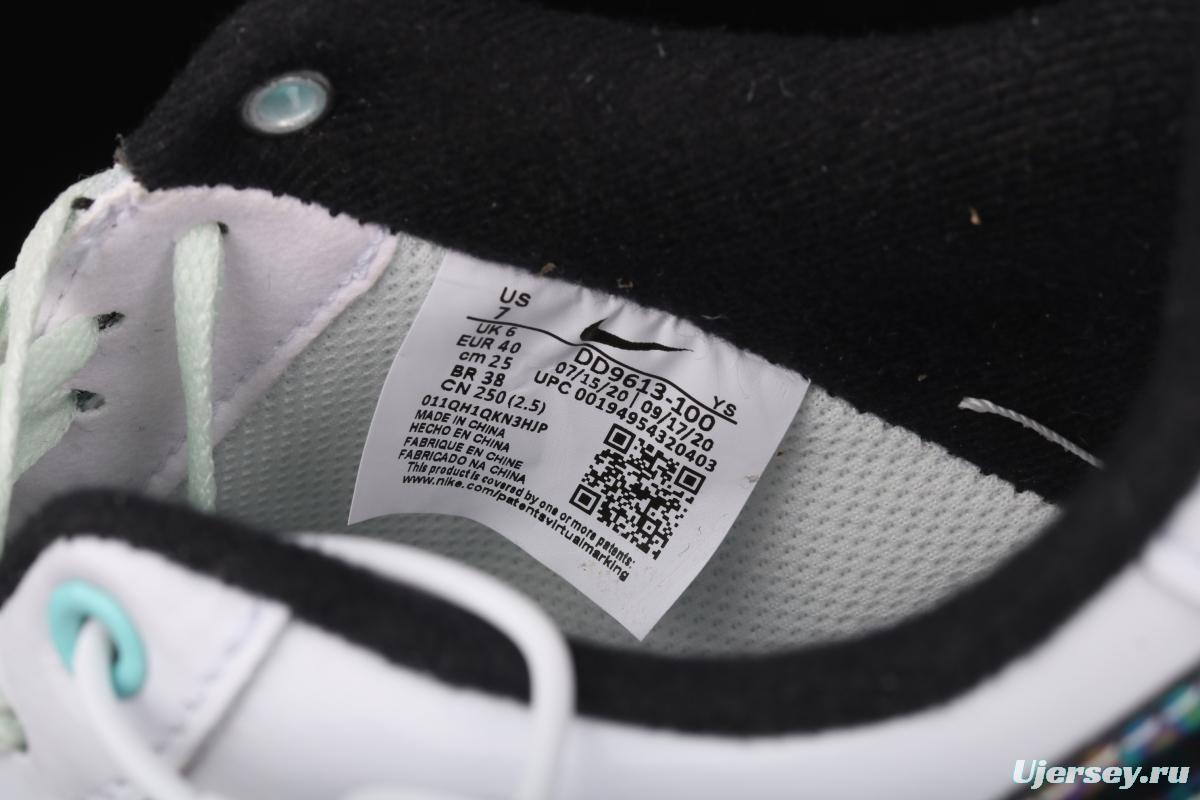 US
7
UK 6
EUR 40
cm 25
BR 38
CN 250 (2.5)
011QH1QKN3HIP
MADE IN CHINA
HECHO EN CHINA
FABRIQUE EN CHINE
FABRICADO NA CHINA
This product is covered by one or more patents:
www.nike.com/patentsvirtualmarking
DD9613-100 YS
07/15/20 | 09/17/20
UPC 00194954320403
Ujersey.ru